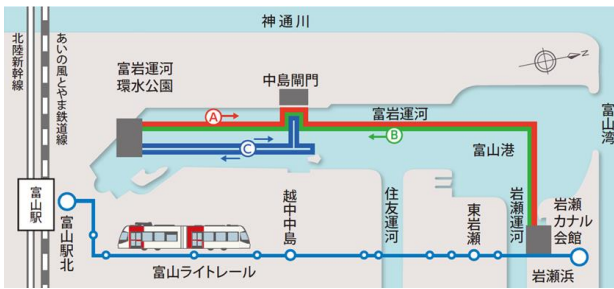 神通川
北陸新幹線
あいの風とやま鉄道線
富岩運河
環水公園
中島閘門
富岩運河
N
A
B
C
富山港
富山湾
富山駅
富山駅北
越中中島
住友運河
東岩瀬
岩瀬運河
岩瀬
カナル
会館
富山ライトレール
岩瀬浜